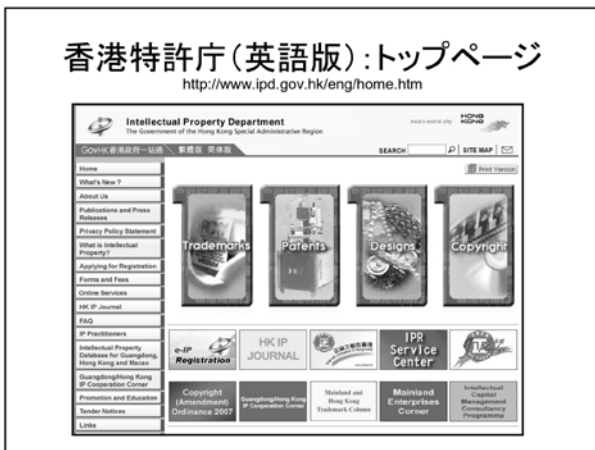 香港特許庁(英語版):トップページ
http://www.ipd.gov.hk/eng/home.htm
Intellectual Property Department
The Government of the Hong Kong Special Administrative Region
Asia's world city
HONG KONG
GovHK 香港政府一站通
繁體版 简体版
SEARCH
SITE MAP
Print Version
Home
What's New ?
About Us
Publications and Press
Releases
Privacy Policy Statement
What is Intellectual
Property?
Applying for Registration
Forms and Fees
Online Services
HK IP Journal
FAQ
IP Practitioners
Intellectual Property
Database for Guangdong,
Hong Kong and Macao
Guangdong/Hong Kong
IP Cooperation Corner
Promotion and Education
Tender Notices
Links
Trademarks
Patents
Designs
Copyright
e-IP
Registration
HK IP
JOURNAL
IPR
Service
Center
Copyright
(Amendment)
Ordinance 2007
Guangdong/Hong Kong
IP Cooperation Corner
Mainland and
Hong Kong
Trademark Column
Mainland
Enterprises
Corner
Intellectual
Capital
Management
Consultancy
Programme